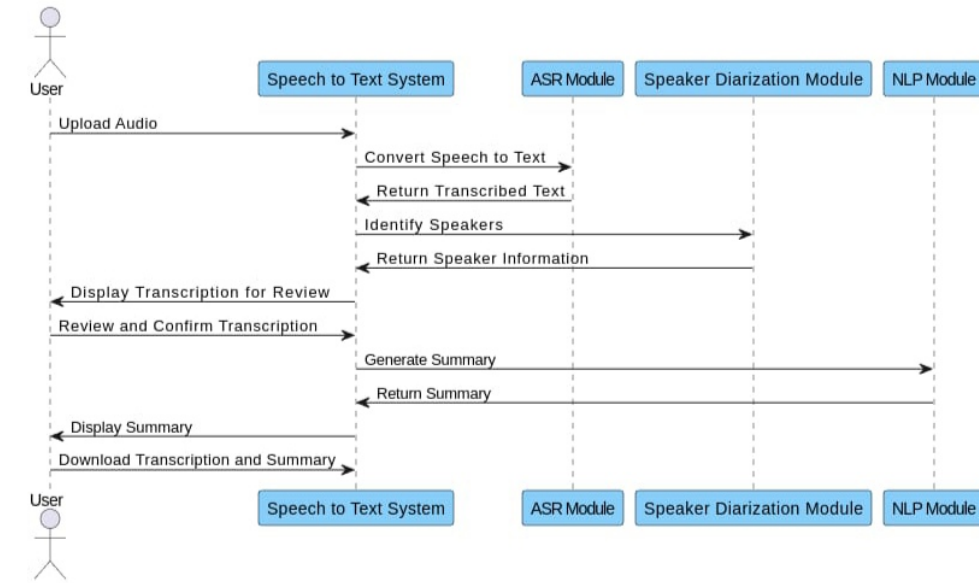 User
Speech to Text System
ASR Module
Speaker Diarization Module
NLP Module
Upload Audio
Convert Speech to Text
Return Transcribed Text
Identify Speakers
Return Speaker Information
Display Transcription for Review
Review and Confirm Transcription
Generate Summary
Return Summary
Display Summary
Download Transcription and Summary
User
Speech to Text System
ASR Module
Speaker Diarization Module
NLP Module